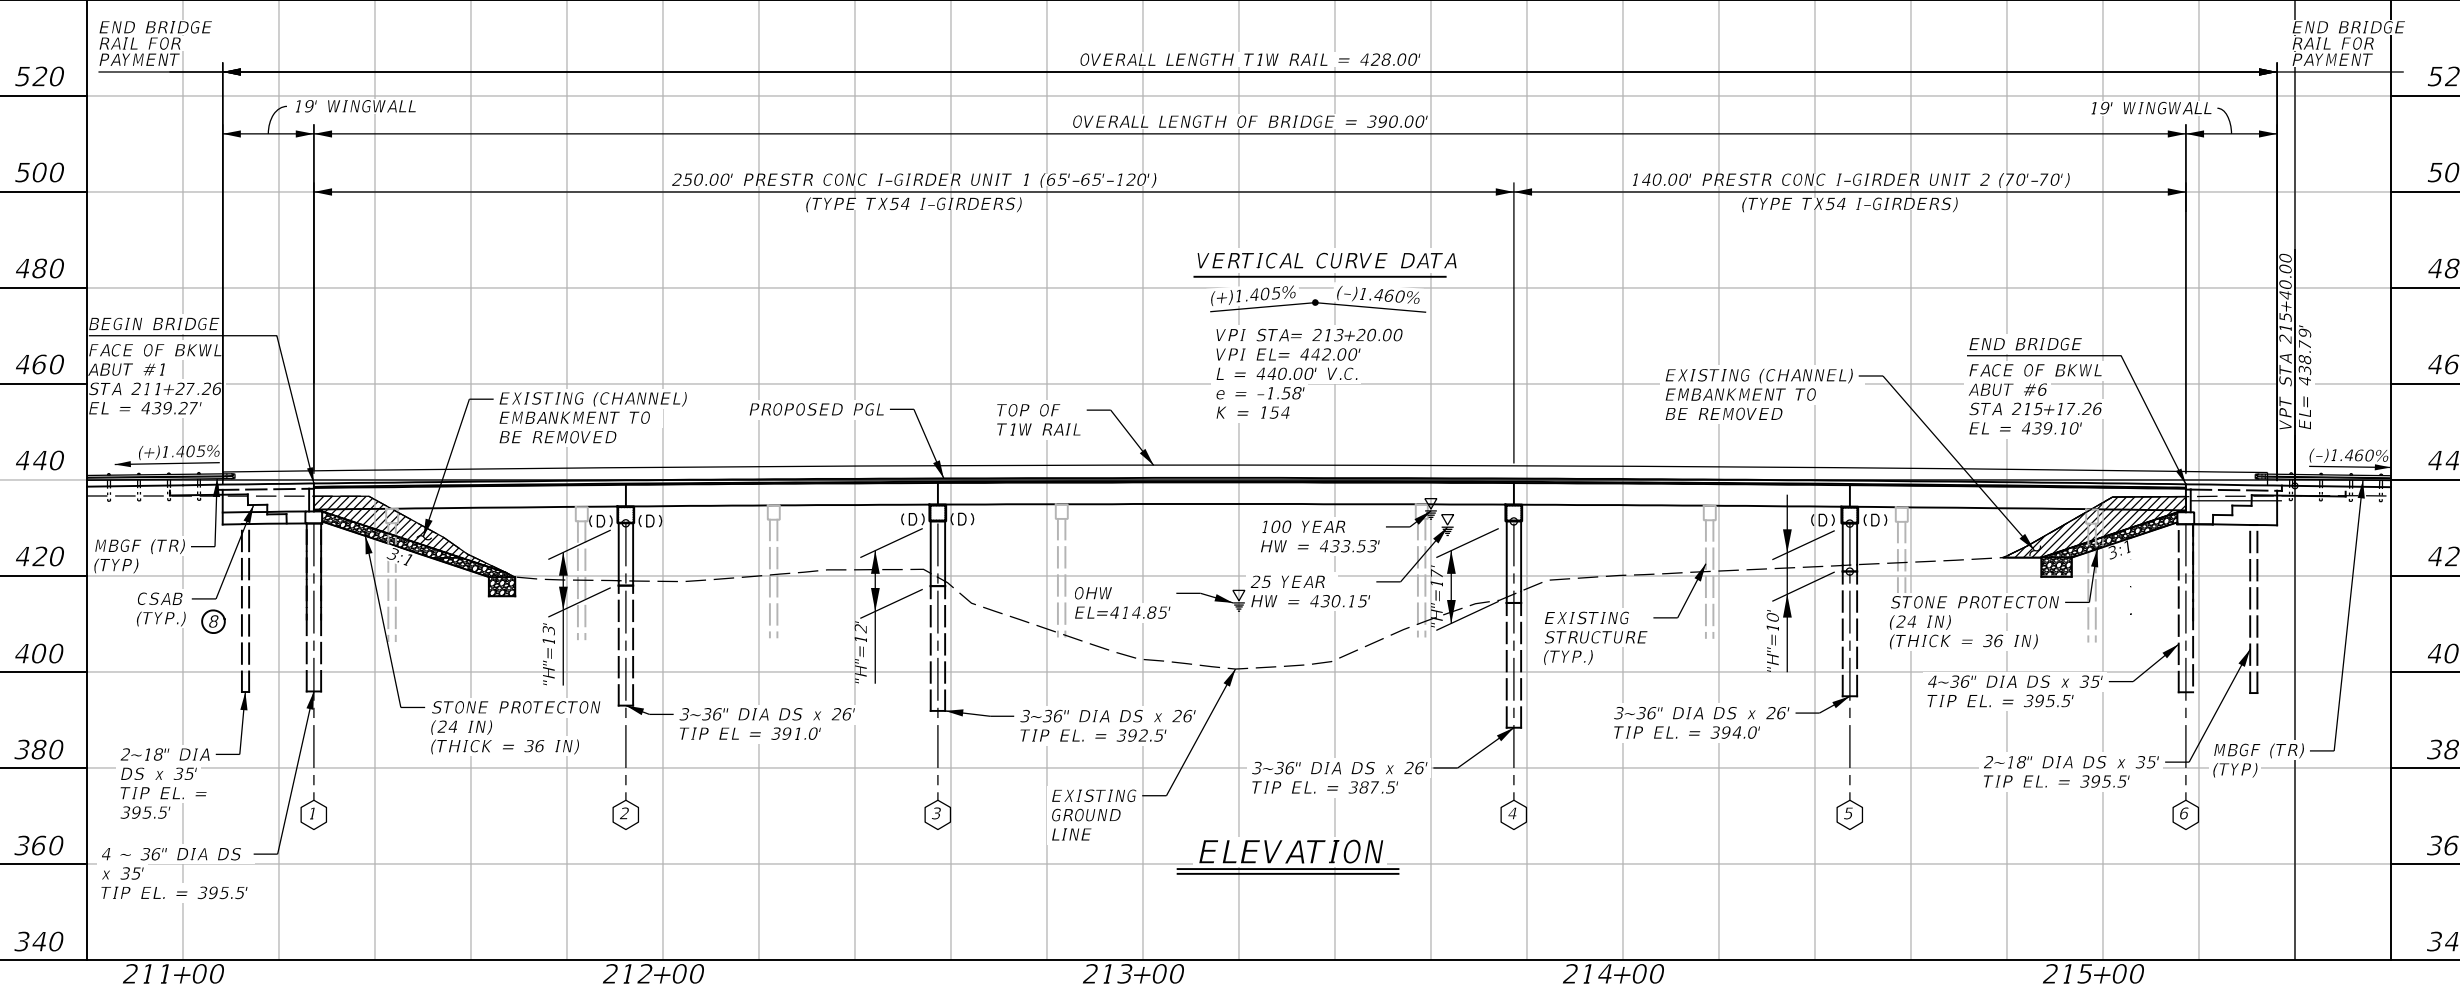 END BRIDGE
RAIL FOR
PAYMENT
OVERALL LENGTH T1W RAIL = 428.00'
END BRIDGE
RAIL FOR
PAYMENT
19' WINGWALL
OVERALL LENGTH OF BRIDGE = 390.00'
19' WINGWALL
250.00' PRESTR CONC I-GIRDER UNIT 1 (65'-65'-120')
(TYPE TX54 I-GIRDERS)
140.00' PRESTR CONC I-GIRDER UNIT 2 (70'-70')
(TYPE TX54 I-GIRDERS)
VERTICAL CURVE DATA
(+)1.405%
(-)1.460%
VPI STA= 213+20.00
VPI EL= 442.00'
L = 440.00' V.C.
e = -1.58'
K = 154
VPT STA 215+40.00
EL= 438.79'
BEGIN BRIDGE
FACE OF BKWL
ABUT #1
STA 211+27.26
EL = 439.27'
(+)1.405%
EXISTING (CHANNEL)
EMBANKMENT TO
BE REMOVED
PROPOSED PGL
TOP OF
T1W RAIL
EXISTING (CHANNEL)
EMBANKMENT TO
BE REMOVED
END BRIDGE
FACE OF BKWL
ABUT #6
STA 215+17.26
EL = 439.10'
(-)1.460%
MBGF (TR)
(TYP)
CSAB
(TYP.)
8
3:1
(D)
(D)
(D)
(D)
(D)
(D)
3:1
100 YEAR
HW = 433.53'
25 YEAR
HW = 430.15'
OHW
EL=414.85'
"H"=13'
"H"=12'
"H"=17'
"H"=10'
EXISTING
STRUCTURE
(TYP.)
STONE PROTECTON
(24 IN)
(THICK = 36 IN)
STONE PROTECTON
(24 IN)
(THICK = 36 IN)
2~18" DIA
DS x 35'
TIP EL. =
395.5'
4 ~ 36" DIA DS
x 35'
TIP EL. = 395.5'
3~36" DIA DS x 26'
TIP EL = 391.0'
3~36" DIA DS x 26'
TIP EL. = 392.5'
3~36" DIA DS x 26'
TIP EL. = 387.5'
3~36" DIA DS x 26'
TIP EL. = 394.0'
4~36" DIA DS x 35'
TIP EL. = 395.5'
2~18" DIA DS x 35'
TIP EL. = 395.5'
MBGF (TR)
(TYP)
EXISTING
GROUND
LINE
1
2
3
4
5
6
ELEVATION
520
500
480
460
440
420
400
380
360
340
52
50
48
46
44
42
40
38
36
34
211+00
212+00
213+00
214+00
215+00